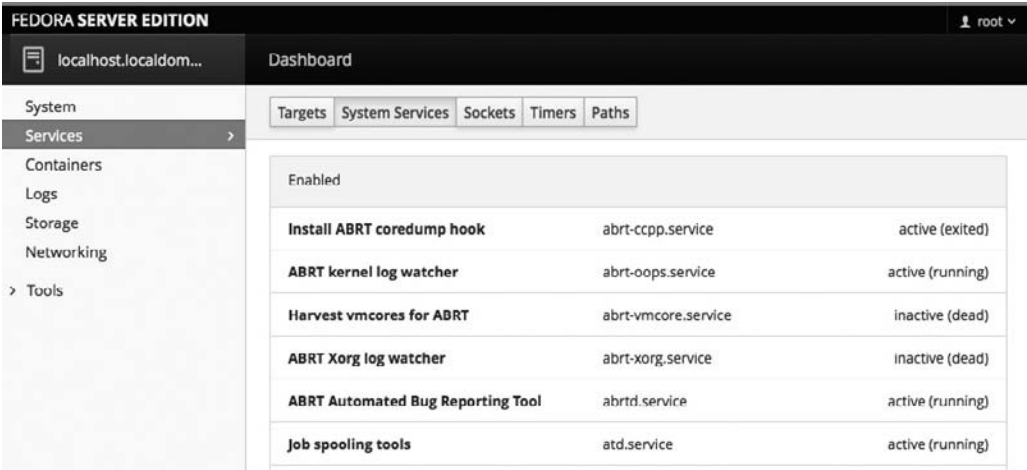 FEDORA SERVER EDITION
root
localhost.localdom...
Dashboard
System
Services
Containers
Logs
Storage
Networking
Tools
Targets System Services Sockets Timers Paths
Enabled
Install ABRT coredump hook abrt-ccpp.service active (exited)
ABRT kernel log watcher abrt-oops.service active (running)
Harvest vmcores for ABRT abrt-vmcore.service inactive (dead)
ABRT Xorg log watcher abrt-xorg.service inactive (dead)
ABRT Automated Bug Reporting Tool abrtd.service active (running)
Job spooling tools atd.service active (running)